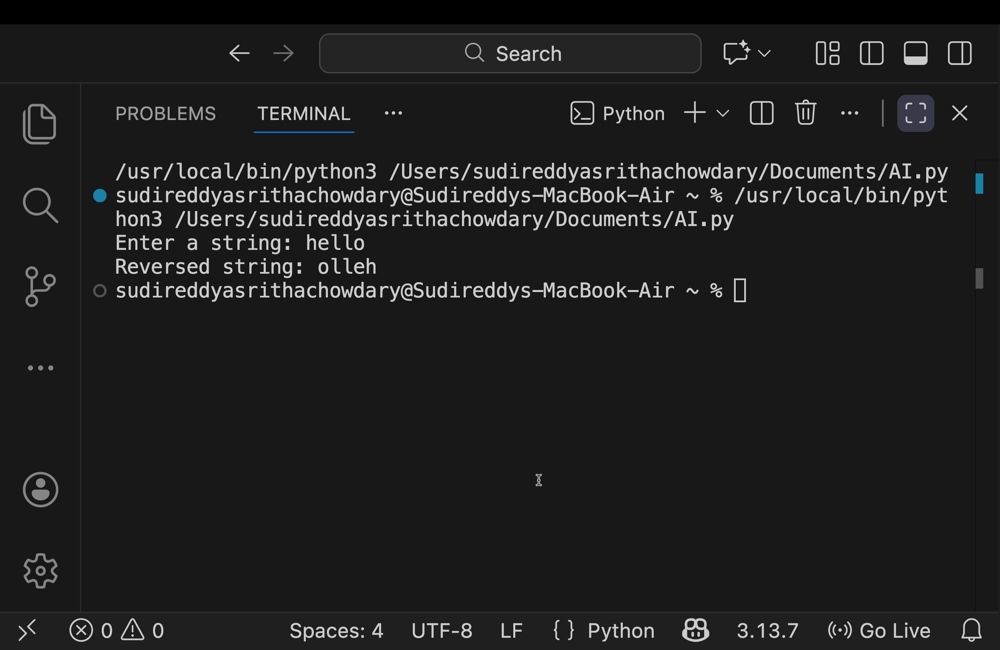 Search
PROBLEMS TERMINAL ... Python
/usr/local/bin/python3 /Users/sudireddyasrithachowdary/Documents/AI.py
sudireddyasrithachowdary@Sudireddys-MacBook-Air ~ % /usr/local/bin/pyt
hon3 /Users/sudireddyasrithachowdary/Documents/AI.py
Enter a string: hello
Reversed string: olleh
sudireddyasrithachowdary@Sudireddys-MacBook-Air ~ %
0 0 Spaces: 4 UTF-8 LF { } Python 3.13.7 Go Live